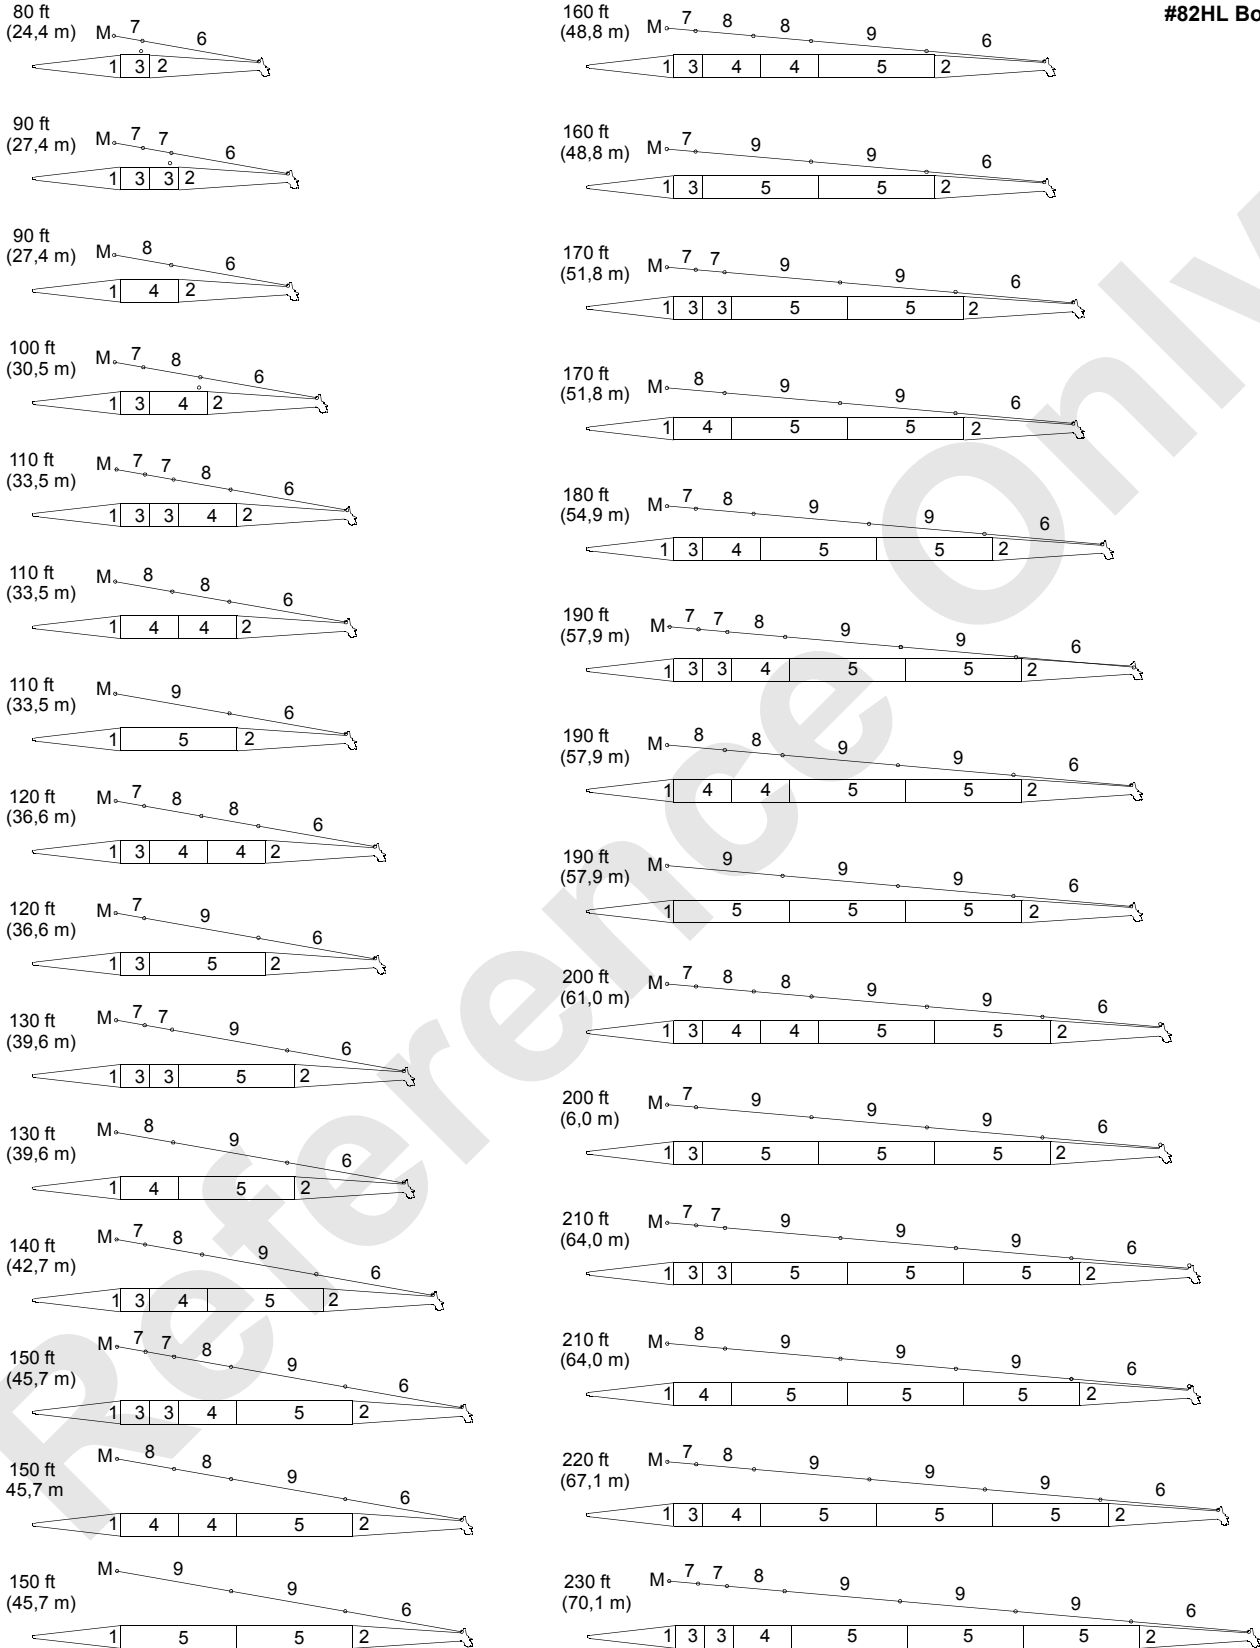 #82HL Bo
80 ft
(24,4 m)
M 7 6
1 3 2
90 ft
(27,4 m)
M 7 7 6
1 3 3 2
90 ft
(27,4 m)
M 8 6
1 4 2
100 ft
(30,5 m)
M 7 8 6
1 3 4 2
110 ft
(33,5 m)
M 7 7 8 6
1 3 3 4 2
110 ft
(33,5 m)
M 8 8 6
1 4 4 2
110 ft
(33,5 m)
M 9 6
1 5 2
120 ft
(36,6 m)
M 7 8 8 6
1 3 4 4 2
120 ft
(36,6 m)
M 7 9 6
1 3 5 2
130 ft
(39,6 m)
M 7 7 9 6
1 3 3 5 2
130 ft
(39,6 m)
M 8 9 6
1 4 5 2
140 ft
(42,7 m)
M 7 8 9 6
1 3 4 5 2
150 ft
(45,7 m)
M 7 7 8 9 6
1 3 3 4 5 2
150 ft
45,7 m
M 8 8 9 6
1 4 4 5 2
150 ft
(45,7 m)
M 9 9 6
1 5 5 2
160 ft
(48,8 m)
M 7 8 8 9 6
1 3 4 4 5 2
160 ft
(48,8 m)
M 7 9 9 6
1 3 5 5 2
170 ft
(51,8 m)
M 7 7 9 9 6
1 3 3 5 5 2
170 ft
(51,8 m)
M 8 9 9 6
1 4 5 5 2
180 ft
(54,9 m)
M 7 8 9 9 6
1 3 4 5 5 2
190 ft
(57,9 m)
M 7 7 8 9 9 6
1 3 3 4 5 5 2
190 ft
(57,9 m)
M 8 8 9 9 6
1 4 4 5 5 2
190 ft
(57,9 m)
M 9 9 9 6
1 5 5 5 2
200 ft
(61,0 m)
M 7 8 8 9 9 6
1 3 4 4 5 5 2
200 ft
(6,0 m)
M 7 9 9 9 6
1 3 5 5 5 2
210 ft
(64,0 m)
M 7 7 9 9 9 6
1 3 3 5 5 5 2
210 ft
(64,0 m)
M 8 9 9 9 6
1 4 5 5 5 2
220 ft
(67,1 m)
M 7 8 9 9 9 6
1 3 4 5 5 5 2
230 ft
(70,1 m)
M 7 7 8 9 9 9 6
1 3 3 4 5 5 5 2
Reference Only